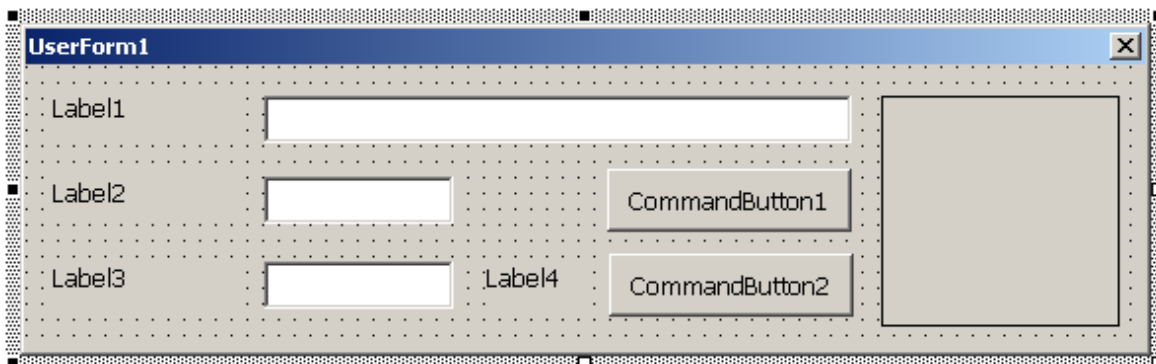 UserForm1
Label1
Label2
CommandButton1
Label3
Label4
CommandButton2